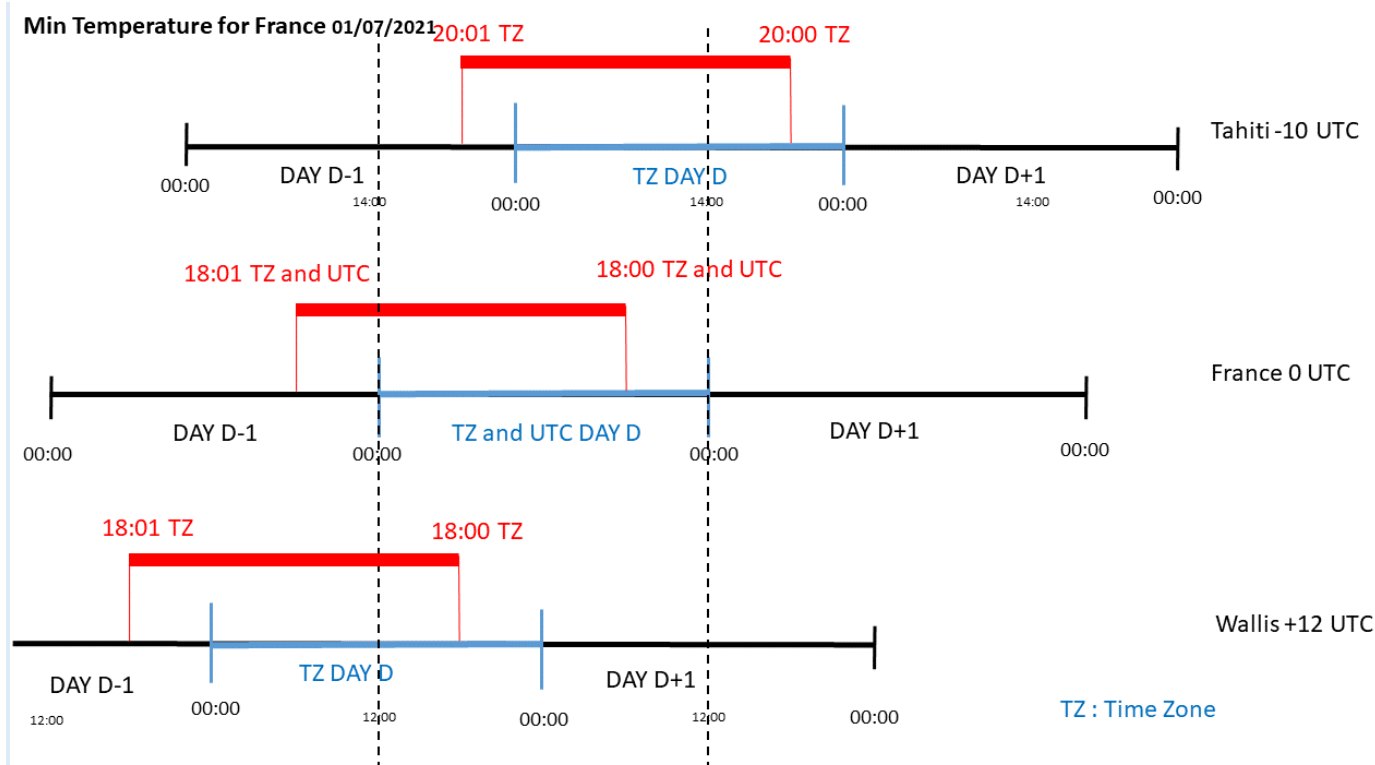 Min Temperature for France 01/07/2021
20:01 TZ
20:00 TZ
Tahiti -10 UTC
DAY D-1
TZ DAY D
DAY D+1
00:00
14:00
00:00
14:00
00:00
14:00
00:00
18:01 TZ and UTC
18:00 TZ and UTC
France 0 UTC
DAY D-1
TZ and UTC DAY D
DAY D+1
00:00
00:00
00:00
00:00
18:01 TZ
18:00 TZ
Wallis +12 UTC
DAY D-1
TZ DAY D
DAY D+1
12:00
00:00
12:00
00:00
12:00
00:00
TZ : Time Zone